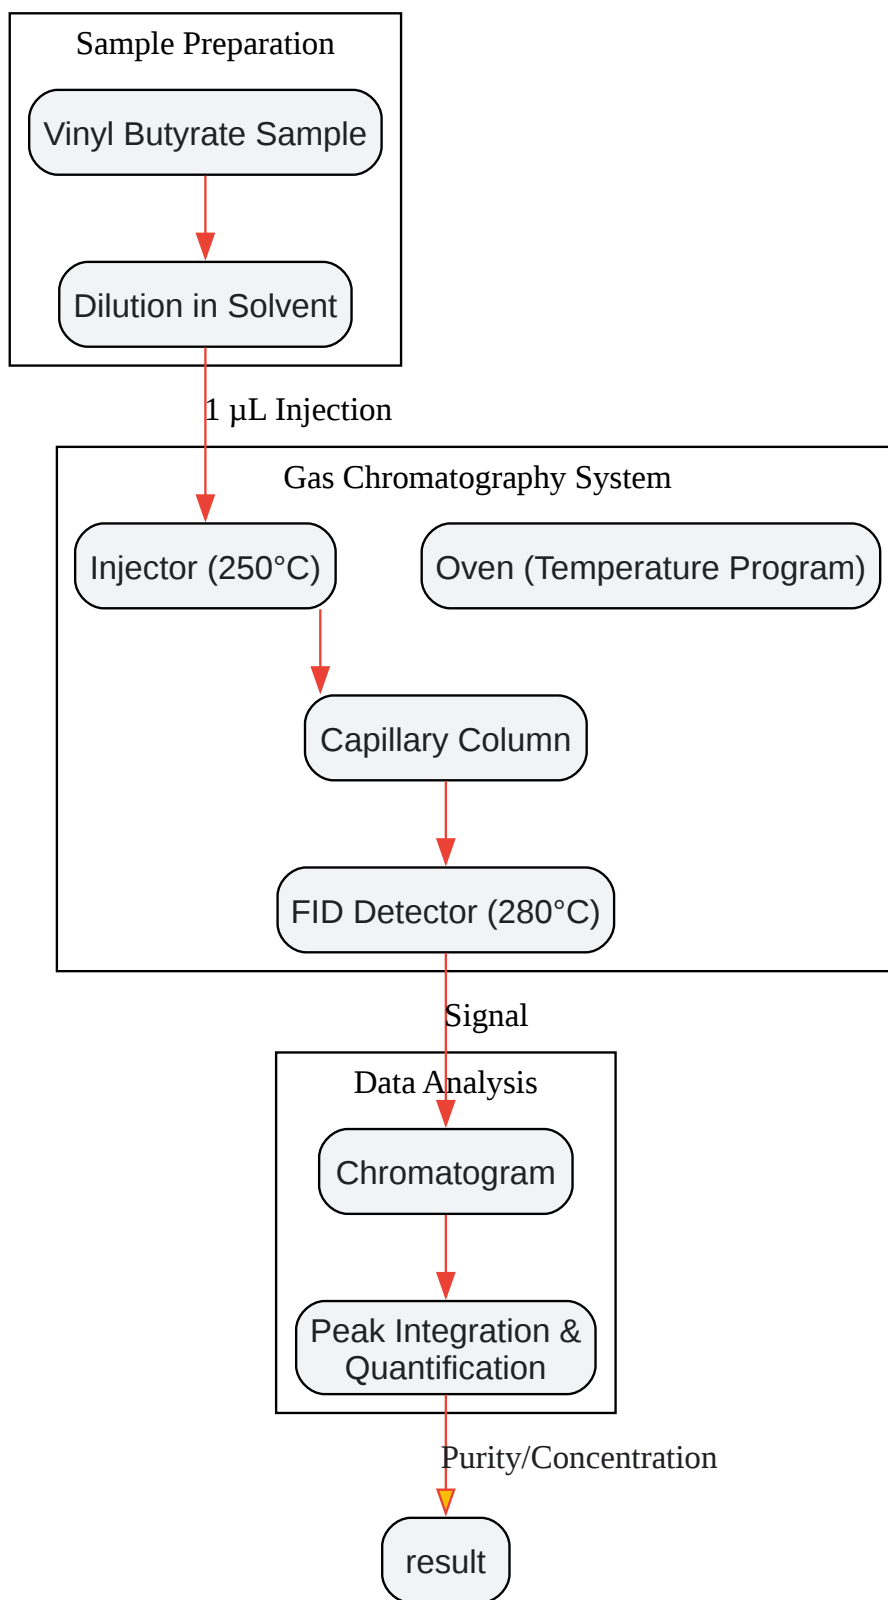 Sample Preparation
Vinyl Butyrate Sample
Dilution in Solvent
1 µL Injection
Gas Chromatography System
Injector (250°C)
Oven (Temperature Program)
Capillary Column
FID Detector (280°C)
Signal
Data Analysis
Chromatogram
Peak Integration &
Quantification
Purity/Concentration
result